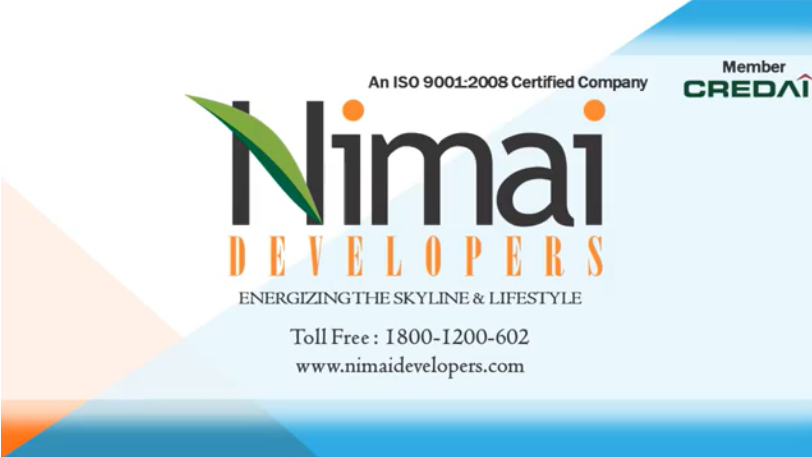 An ISO 9001:2008 Certified Company
Member
CREDAI
Nimai
DEVELOPERS
ENERGIZING THE SKYLINE & LIFESTYLE
Toll Free : 1800-1200-602
www.nimaidevelopers.com